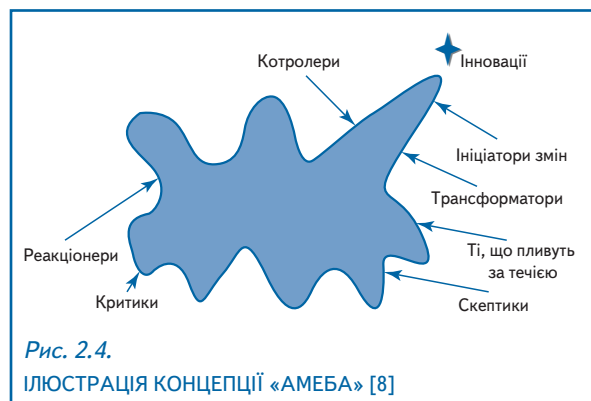 Котролери
Інновації
Ініціатори змін
Трансформатори
Ті, що пливуть
за течією
Скептики
Реакціонери
Критики
Рис. 2.4.
ІЛЮСТРАЦІЯ КОНЦЕПЦІЇ «АМЕБА» [8]